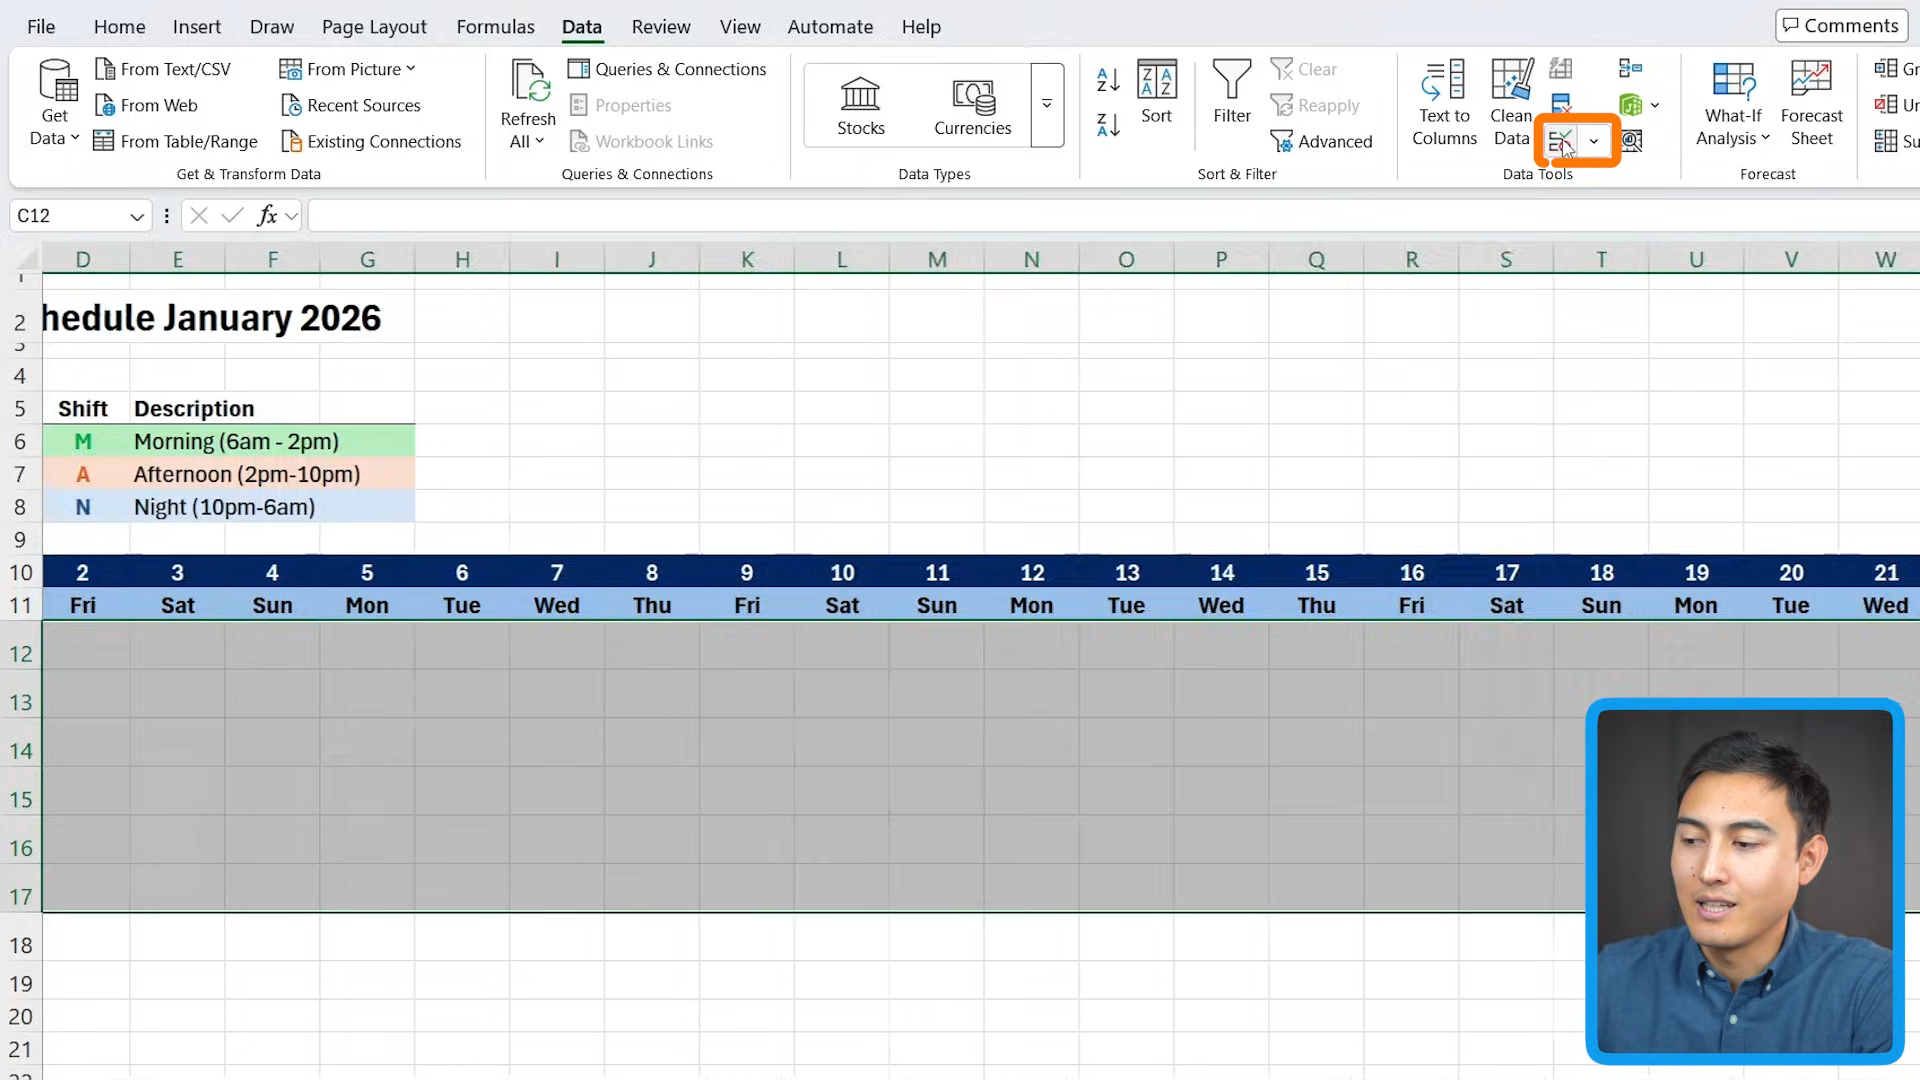 File Home Insert Draw Page Layout Formulas Data Review View Automate Help Comments
Get Data
From Text/CSV
From Web
From Table/Range
From Picture
Recent Sources
Existing Connections
Get & Transform Data
Refresh All
Queries & Connections
Properties
Workbook Links
Queries & Connections
Stocks
Currencies
Data Types
Sort
Filter
Clear
Reapply
Advanced
Sort & Filter
Text to Columns
Clean Data
Data Tools
What-If Analysis
Forecast Sheet
Forecast
C12
fx
D E F G H I J K L M N O P Q R S T U V W
2 hedule January 2026
3
4
5 Shift Description
6 M Morning (6am - 2pm)
7 A Afternoon (2pm-10pm)
8 N Night (10pm-6am)
9
10 2 3 4 5 6 7 8 9 10 11 12 13 14 15 16 17 18 19 20 21
11 Fri Sat Sun Mon Tue Wed Thu Fri Sat Sun Mon Tue Wed Thu Fri Sat Sun Mon Tue Wed
12
13
14
15
16
17
18
19
20
21